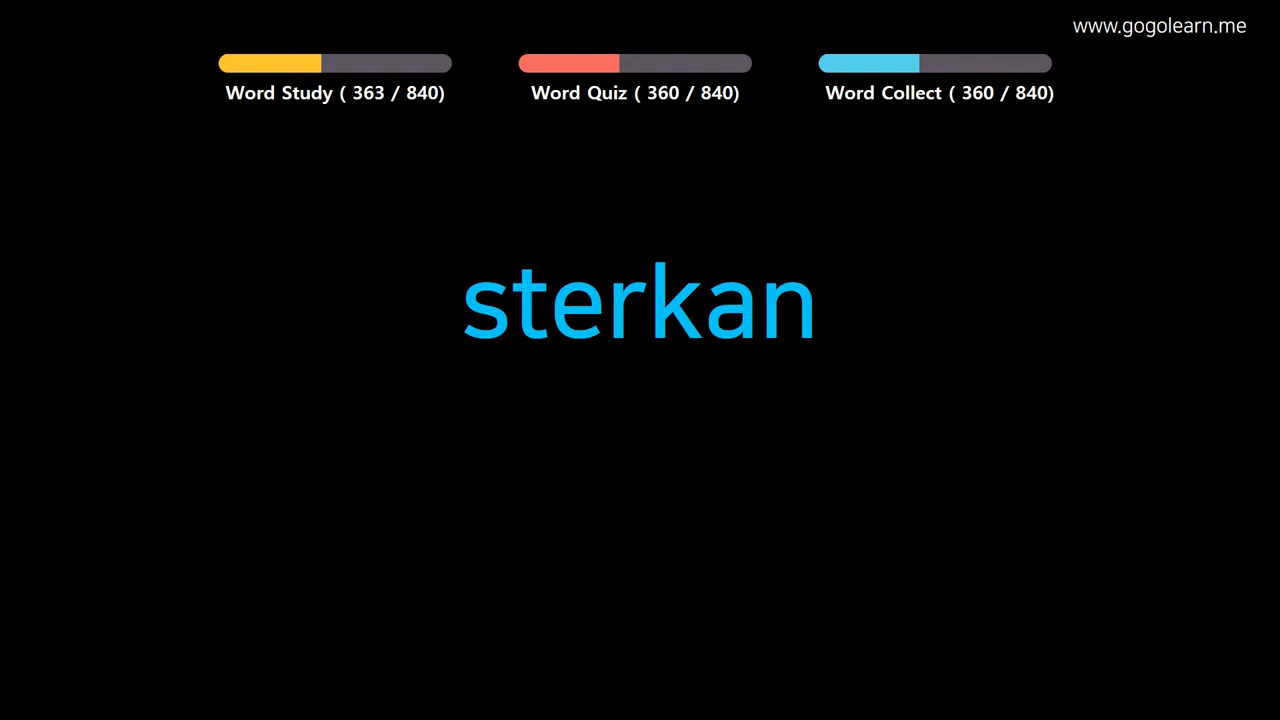 www.gogolearn.me
Word Study ( 363 / 840)
Word Quiz ( 360 / 840)
Word Collect ( 360 / 840)
sterkan